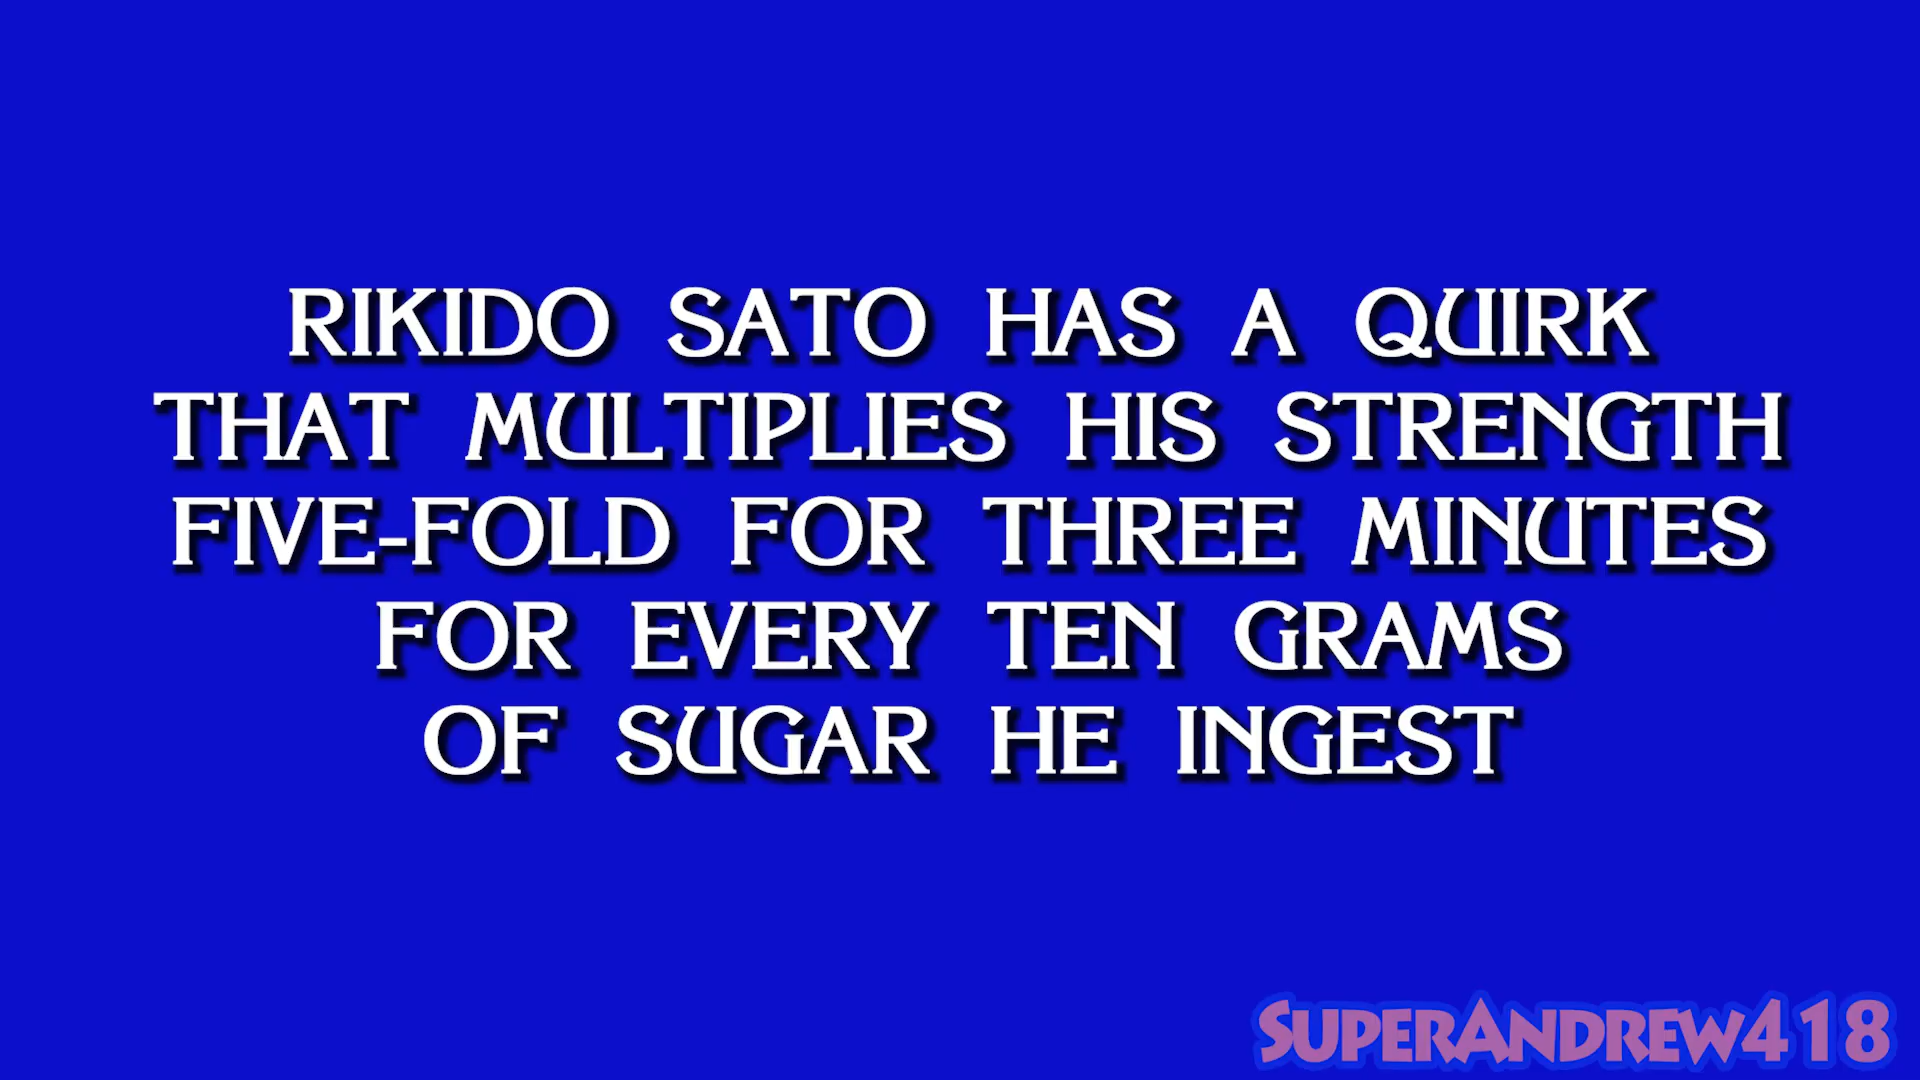 RIKIDO SATO HAS A QUIRK
THAT MULTIPLIES HIS STRENGTH
FIVE-FOLD FOR THREE MINUTES
FOR EVERY TEN GRAMS
OF SUGAR HE INGEST
SUPERANDREW418